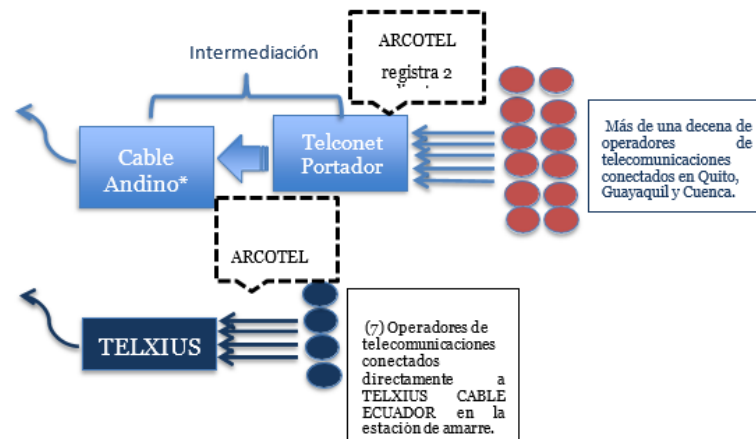 Intermediación
ARCOTEL
registra 2
Cable
Andino*
Telconet
Portador
Más de una decena de
operadores de
telecomunicaciones
conectados en Quito,
Guayaquil y Cuenca.
ARCOTEL
TELXIUS
(7) Operadores de
telecomunicaciones
conectados
directamente a
TELXIUS CABLE
ECUADOR en la
estación de amarre.